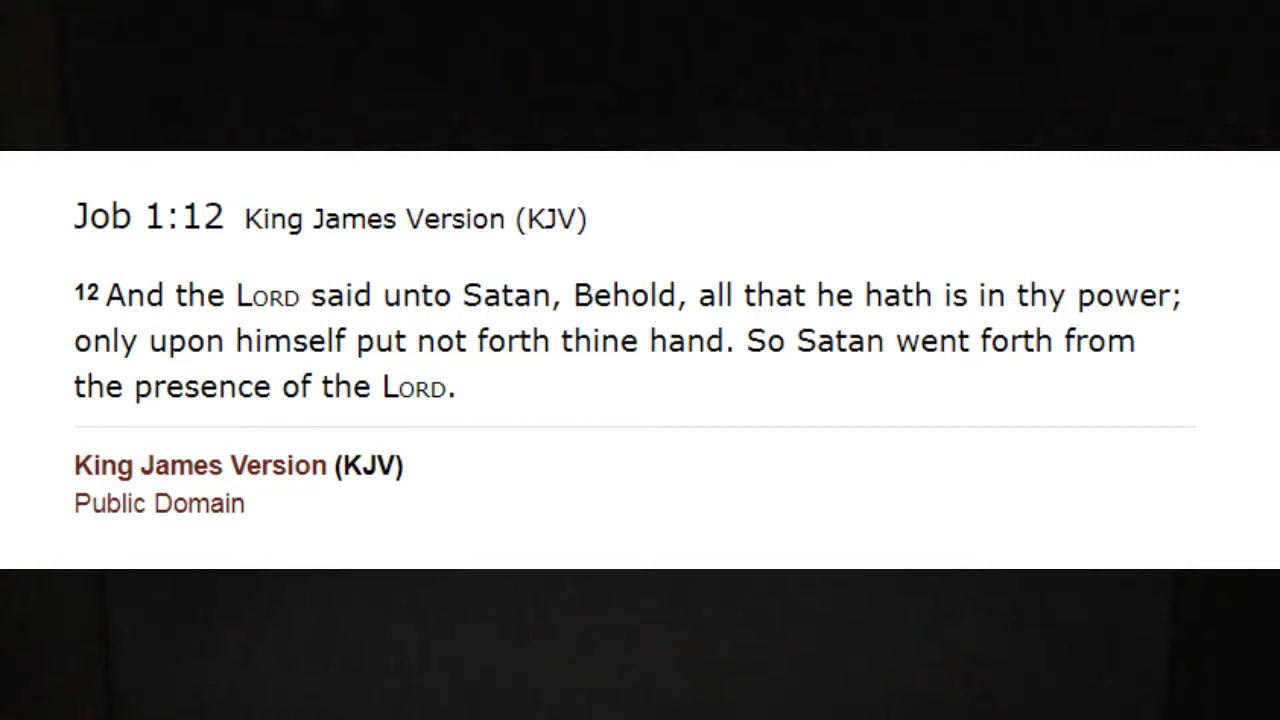 Job 1:12 King James Version (KJV)
12 And the LORD said unto Satan, Behold, all that he hath is in thy power;
only upon himself put not forth thine hand. So Satan went forth from
the presence of the LORD.
King James Version (KJV)
Public Domain